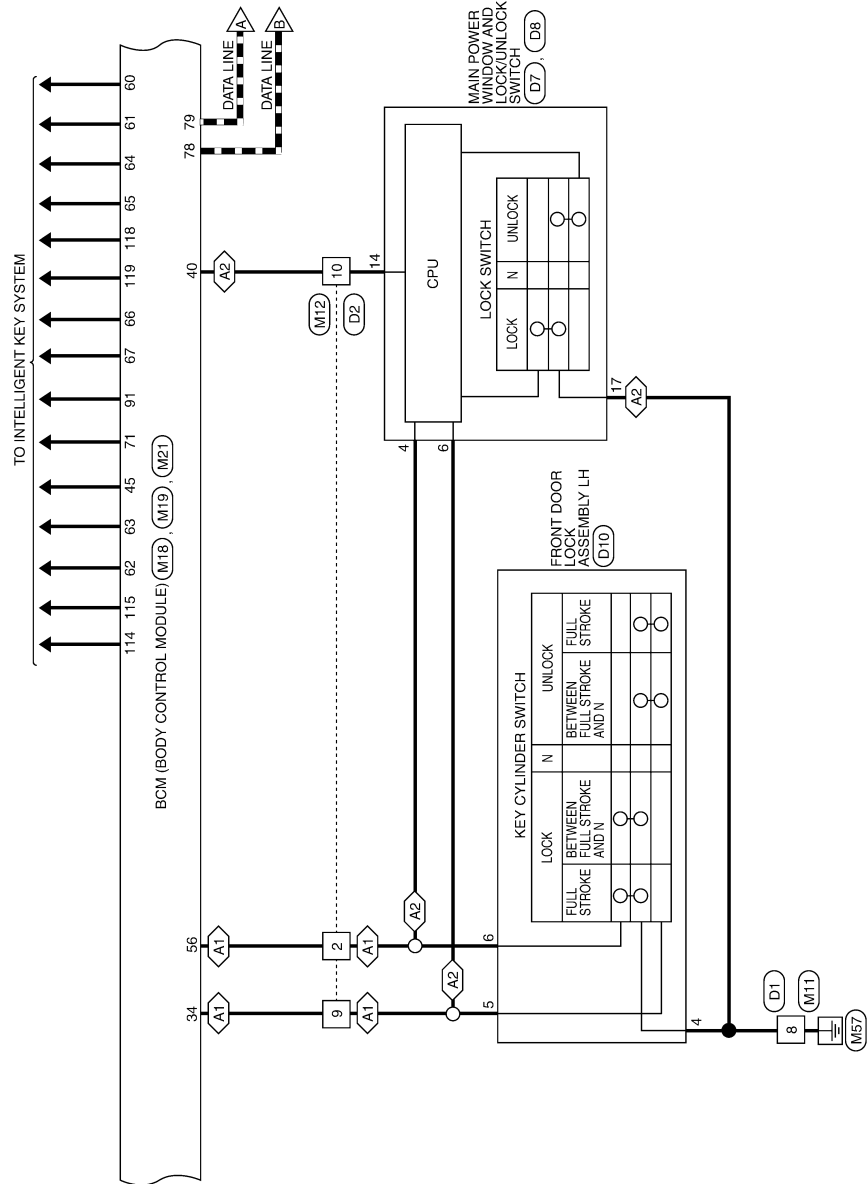 TO INTELLIGENT KEY SYSTEM
114
115
62
63
45
71
91
67
66
119
118
65
64
61
60
BCM (BODY CONTROL MODULE) M18 , M19 , M21
34
56
40
78
79
A1
A1
A2
DATA LINE
A
DATA LINE
B
9
2
10
M12
D2
A1
A1
14
A2
A2
5
6
4
6
CPU
MAIN POWER
WINDOW AND
LOCK/UNLOCK
SWITCH
D7 , D8
LOCK SWITCH
LOCK
N
UNLOCK
17
A2
FRONT DOOR
LOCK
ASSEMBLY LH
D10
KEY CYLINDER SWITCH
LOCK
N
UNLOCK
FULL
STROKE
BETWEEN
FULL STROKE
AND N
BETWEEN
FULL STROKE
AND N
FULL
STROKE
4
8
D1
M11
M57